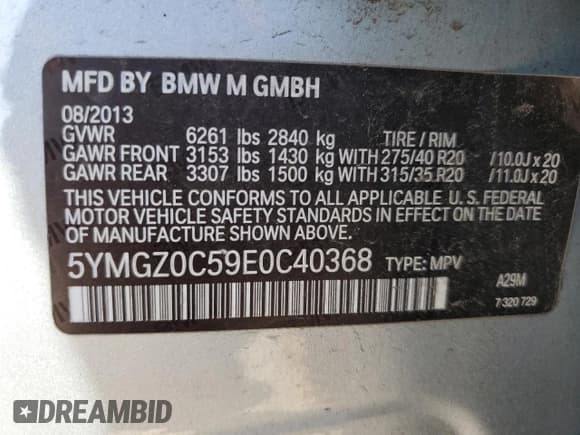 MFD BY BMW M GMBH
08/2013
GVWR 6261 lbs 2840 kg TIRE / RIM
GAWR FRONT 3153 lbs 1430 kg WITH 275/40 R20 /10.0J x 20
GAWR REAR 3307 lbs 1500 kg WITH 315/35 R20 /11.0J x 20
THIS VEHICLE CONFORMS TO ALL APPLICABLE U.S. FEDERAL
MOTOR VEHICLE SAFETY STANDARDS IN EFFECT ON THE DATE
OF MANUFACTURE SHOWN ABOVE.
5YMGZ0C59E0C40368 TYPE: MPV
A29M
7 320 729
DREAMBID